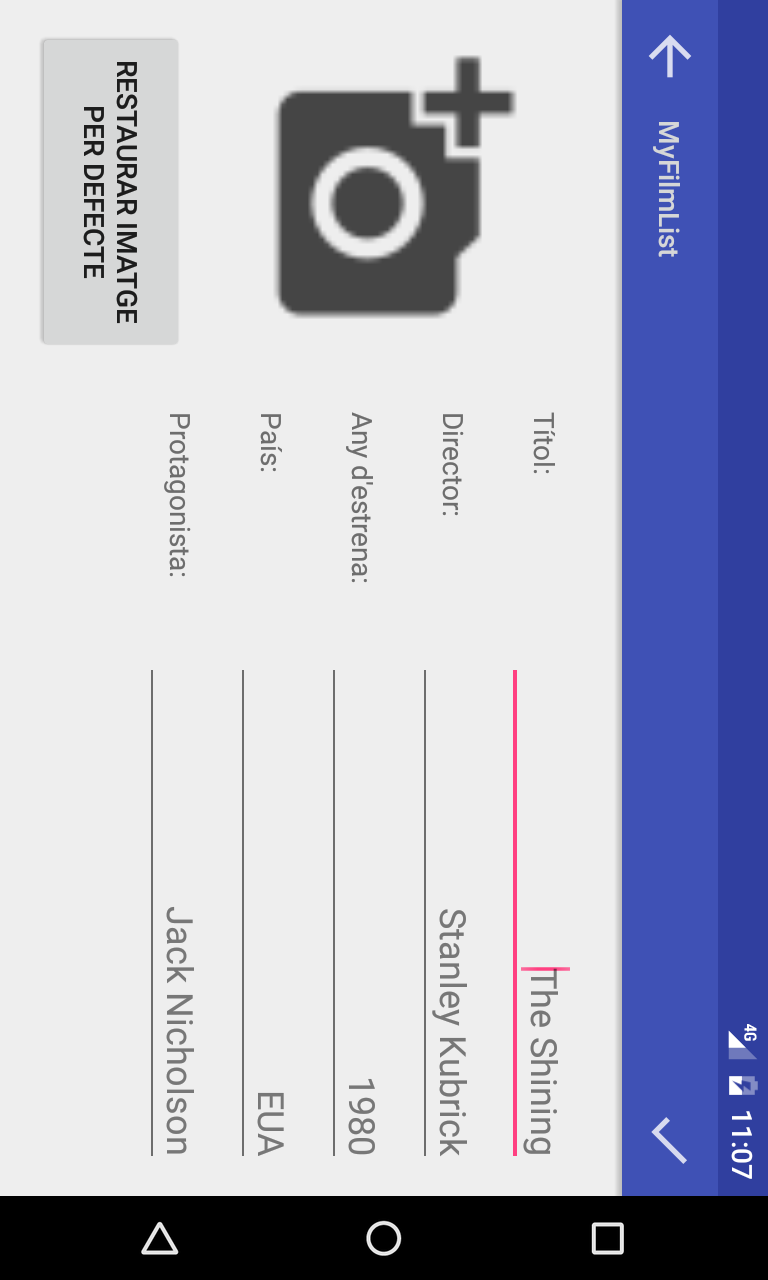 4G 11:07
MyFilmList
Títol: The Shining
Director: Stanley Kubrick
Any d'estrena: 1980
País: EUA
Protagonista: Jack Nicholson
RESTAURAR IMATGE
PER DEFECTE